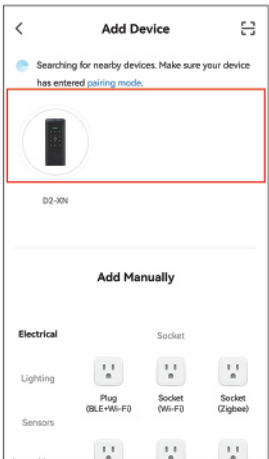 Add Device
Searching for nearby devices. Make sure your device
has entered pairing mode.
D2-XN
Add Manually
Electrical
Socket
Lighting
Plug
(BLE+Wi-Fi)
Socket
(Wi-Fi)
Socket
(Zigbee)
Sensors